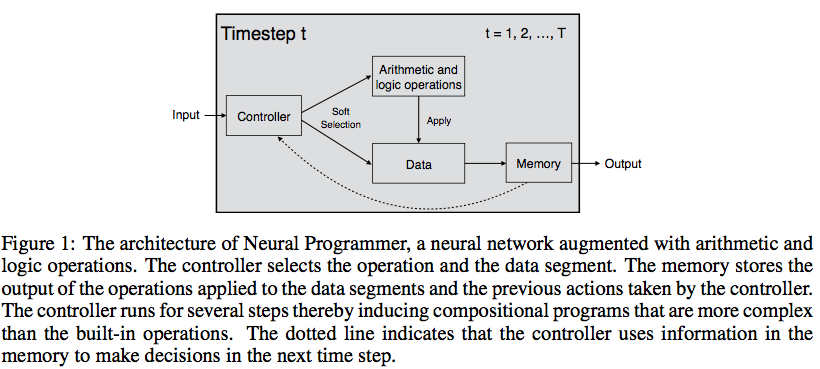 Timestep t
t = 1, 2, ..., T
Arithmetic and
logic operations
Input
Controller
Soft
Selection
Apply
Data
Memory
Output
Figure 1: The architecture of Neural Programmer, a neural network augmented with arithmetic and
logic operations. The controller selects the operation and the data segment. The memory stores the
output of the operations applied to the data segments and the previous actions taken by the controller.
The controller runs for several steps thereby inducing compositional programs that are more complex
than the built-in operations. The dotted line indicates that the controller uses information in the
memory to make decisions in the next time step.